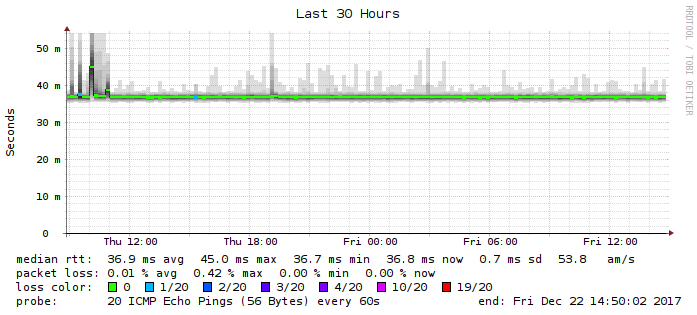 Last 30 Hours
RRDTOOL / TOBI OETIKER
Seconds
50 m
40 m
30 m
20 m
10 m
0
Thu 12:00 Thu 18:00 Fri 00:00 Fri 06:00 Fri 12:00
median rtt: 36.9 ms avg 45.0 ms max 36.7 ms min 36.8 ms now 0.7 ms sd 53.8 am/s
packet loss: 0.01 % avg 0.42 % max 0.00 % min 0.00 % now
loss color: 0 1/20 2/20 3/20 4/20 10/20 19/20
probe: 20 ICMP Echo Pings (56 Bytes) every 60s end: Fri Dec 22 14:50:02 2017